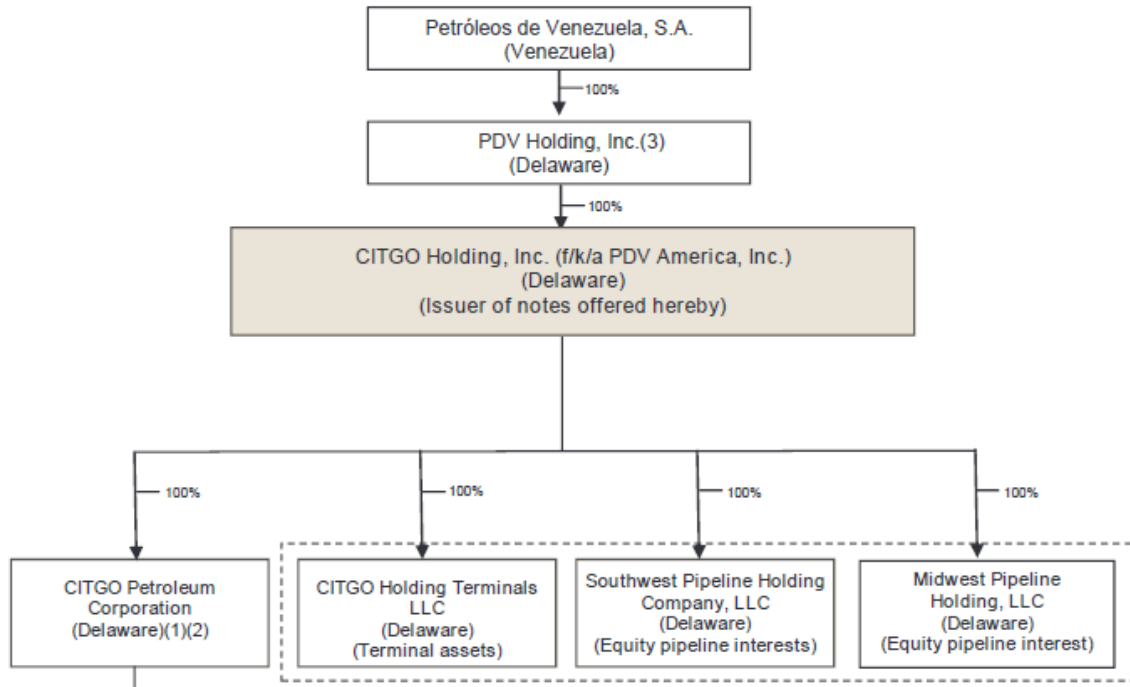 Petróleos de Venezuela, S.A.
(Venezuela)
100%
PDV Holding, Inc.(3)
(Delaware)
100%
CITGO Holding, Inc. (f/k/a PDV America, Inc.)
(Delaware)
(Issuer of notes offered hereby)
100%
100%
100%
100%
CITGO Petroleum
Corporation
(Delaware)(1)(2)
CITGO Holding Terminals
LLC
(Delaware)
(Terminal assets)
Southwest Pipeline Holding
Company, LLC
(Delaware)
(Equity pipeline interests)
Midwest Pipeline
Holding, LLC
(Delaware)
(Equity pipeline interest)